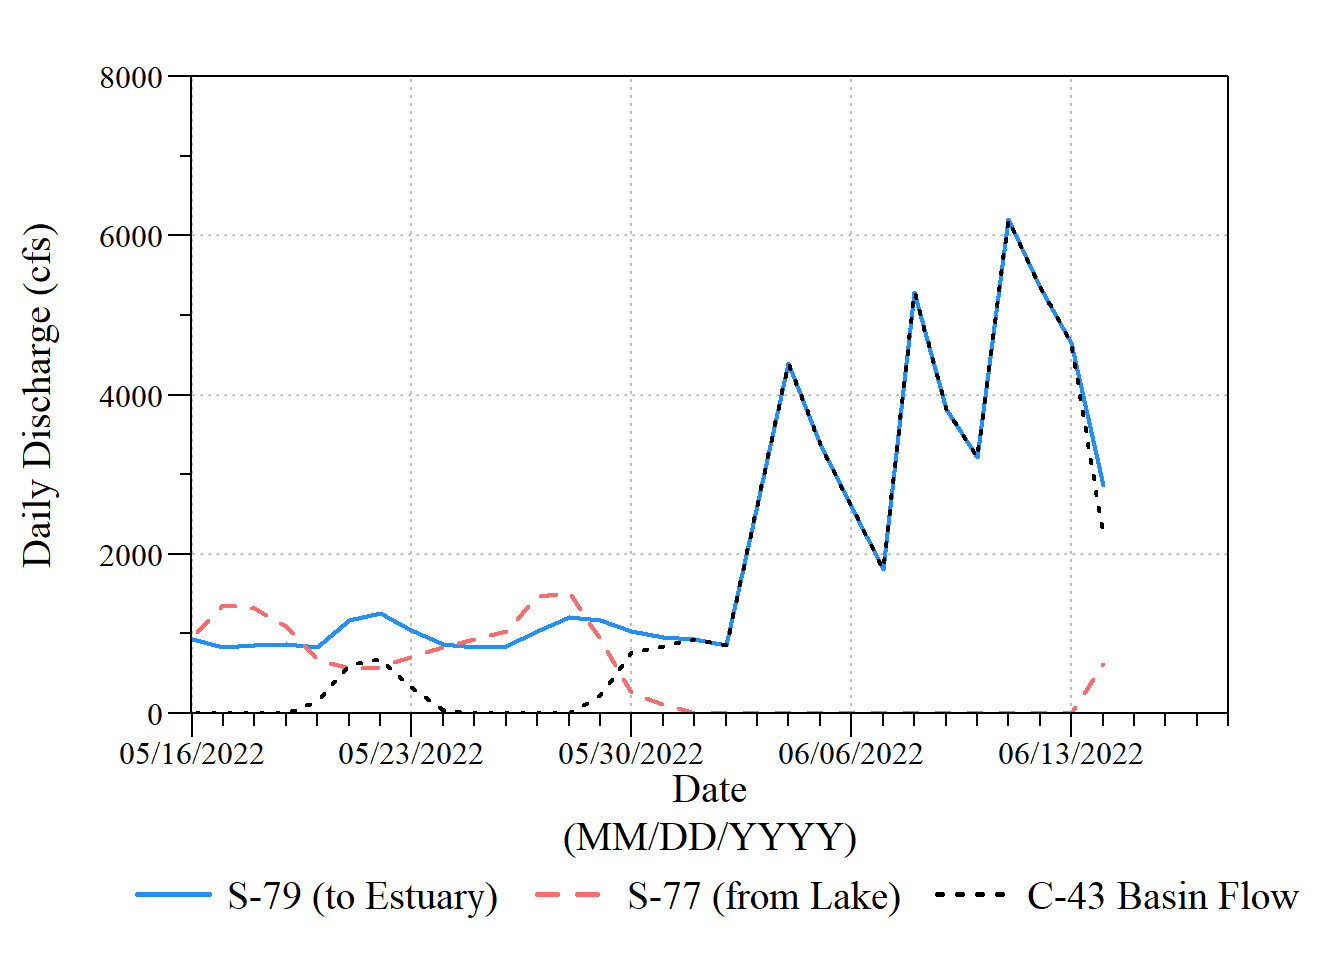 8000
6000
4000
2000
0
Daily Discharge (cfs)
05/16/2022 05/23/2022 05/30/2022 06/06/2022 06/13/2022
Date
(MM/DD/YYYY)
S-79 (to Estuary) S-77 (from Lake) C-43 Basin Flow